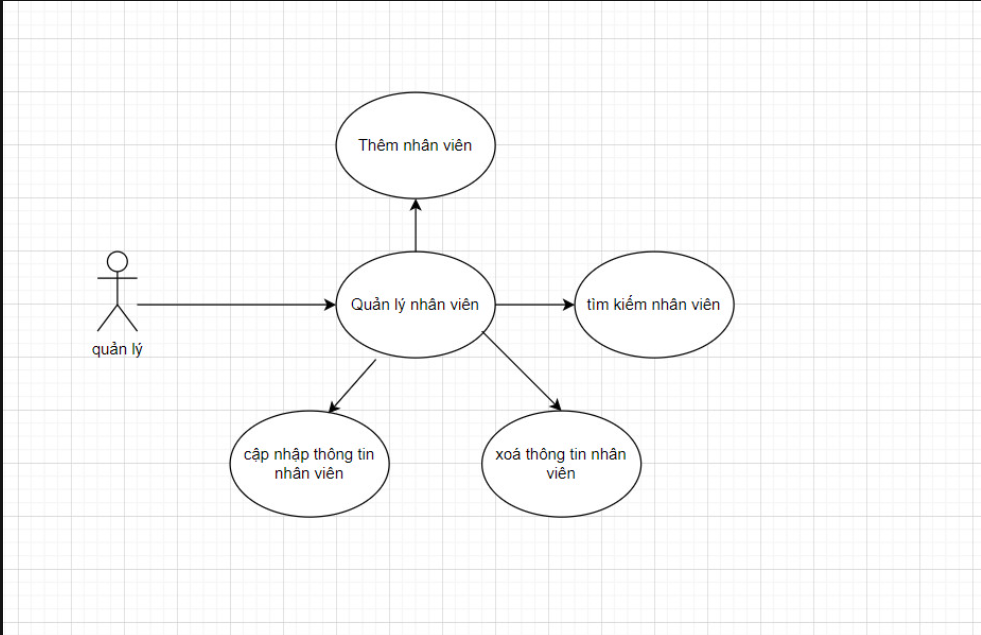 Thêm nhân viên
Quản lý nhân viên
tìm kiếm nhân viên
quản lý
cập nhập thông tin
nhân viên
xoá thông tin nhân
viên